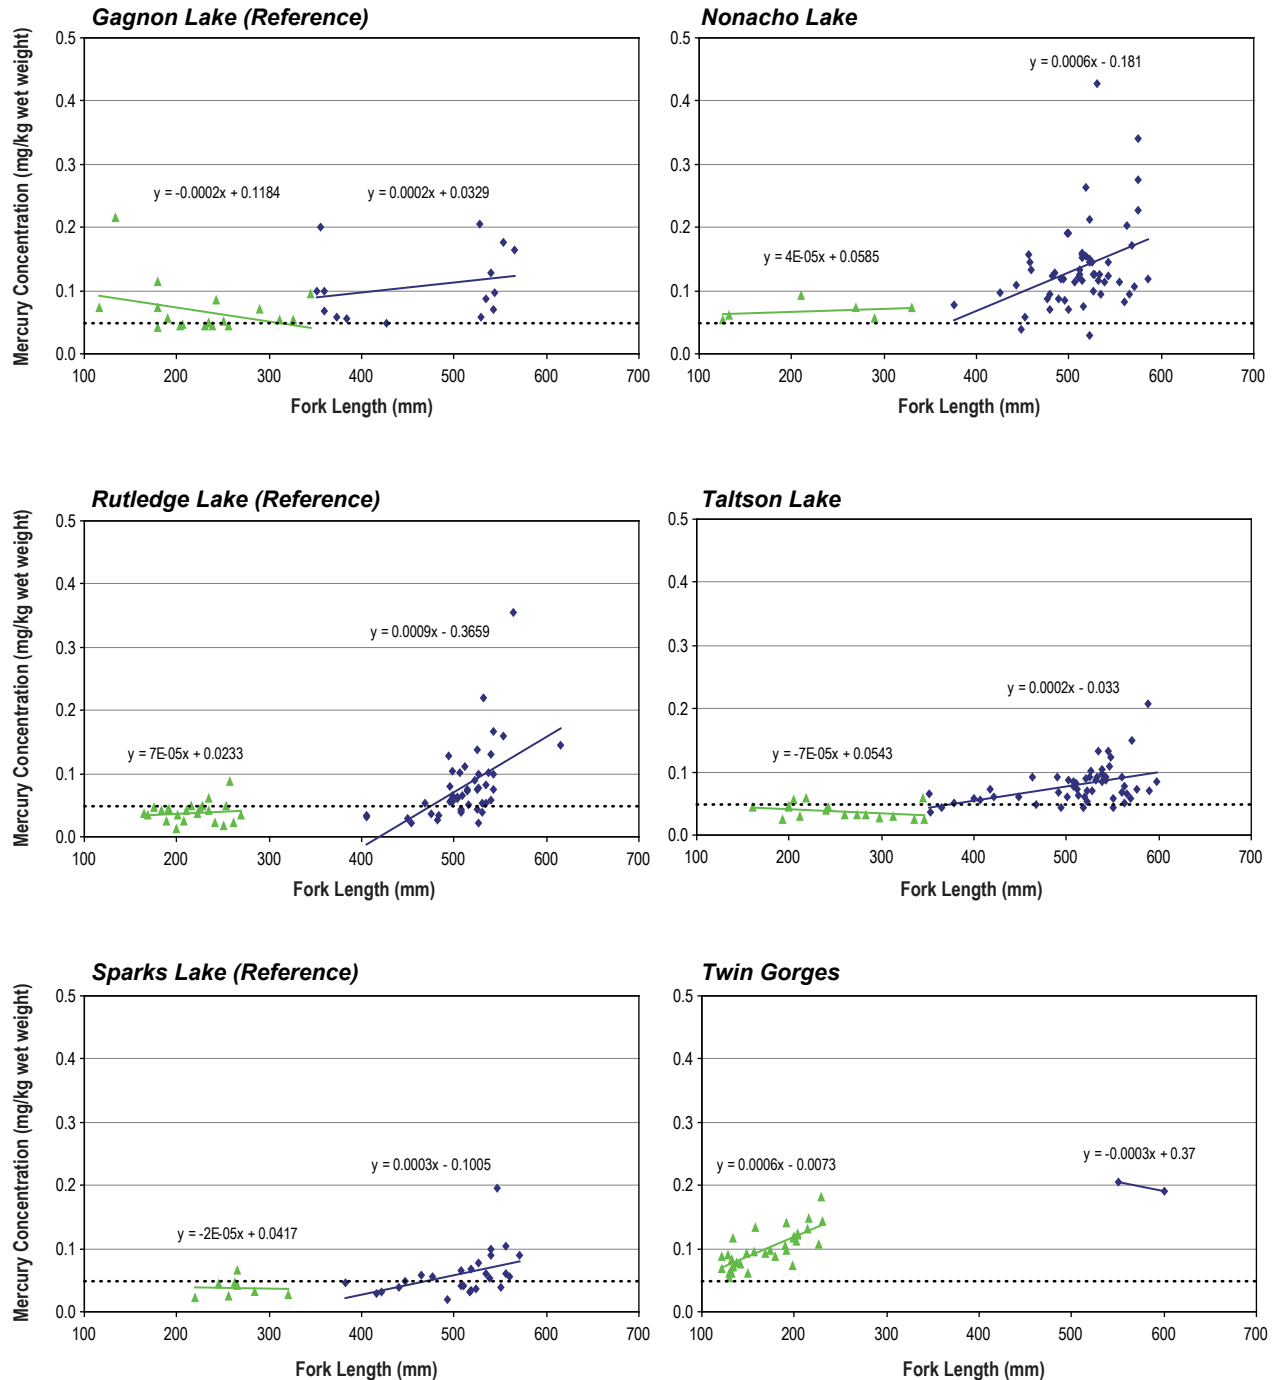 Gagnon Lake (Reference)
Mercury Concentration (mg/kg wet weight)
0.5
0.4
0.3
0.2
0.1
0.0
y = -0.0002x + 0.1184
y = 0.0002x + 0.0329
100 200 300 400 500 600 700
Fork Length (mm)
Nonacho Lake
0.5
0.4
0.3
0.2
0.1
0.0
y = 0.0006x - 0.181
y = 4E-05x + 0.0585
100 200 300 400 500 600 700
Fork Length (mm)
Rutledge Lake (Reference)
Mercury Concentration (mg/kg wet weight)
0.5
0.4
0.3
0.2
0.1
0.0
y = 0.0009x - 0.3659
y = 7E-05x + 0.0233
100 200 300 400 500 600 700
Fork Length (mm)
Taltson Lake
0.5
0.4
0.3
0.2
0.1
0.0
y = 0.0002x - 0.033
y = -7E-05x + 0.0543
100 200 300 400 500 600 700
Fork Length (mm)
Sparks Lake (Reference)
Mercury Concentration (mg/kg wet weight)
0.5
0.4
0.3
0.2
0.1
0.0
y = 0.0003x - 0.1005
y = -2E-05x + 0.0417
100 200 300 400 500 600 700
Fork Length (mm)
Twin Gorges
0.5
0.4
0.3
0.2
0.1
0.0
y = 0.0006x - 0.0073
y = -0.0003x + 0.37
100 200 300 400 500 600 700
Fork Length (mm)